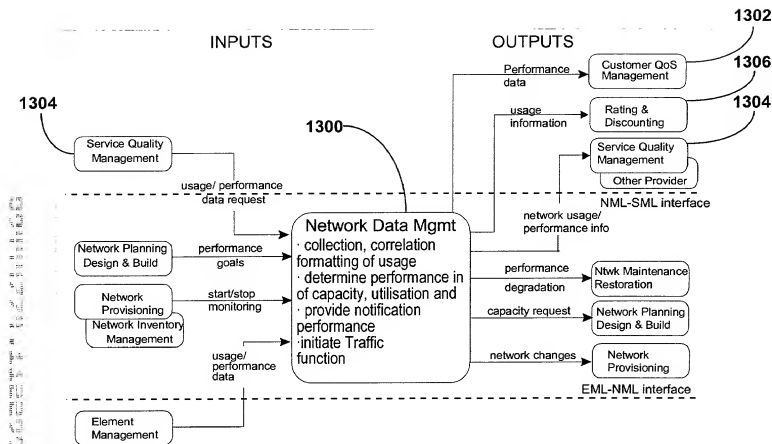 1302
INPUTS
OUTPUTS
Performance
data
Customer QoS
Management
1306
1304
1304
1300
usage
information
Rating &
Discounting
Service Quality
Management
Service Quality
Management
Other Provider
usage/ performance
data request
NML-SML interface
network usage/
performance info
Network Data Mgmt
· collection, correlation
formatting of usage
· determine performance in
of capacity, utilisation and
· provide notification
performance
·initiate Traffic
function
Network Planning
Design & Build
performance
goals
performance
degradation
Ntwk Maintenance
Restoration
Network
Provisioning
Network Inventory
Management
start/stop
monitoring
capacity request
Network Planning
Design & Build
usage/
performance
data
network changes
Network
Provisioning
EML-NML interface
Element
Management